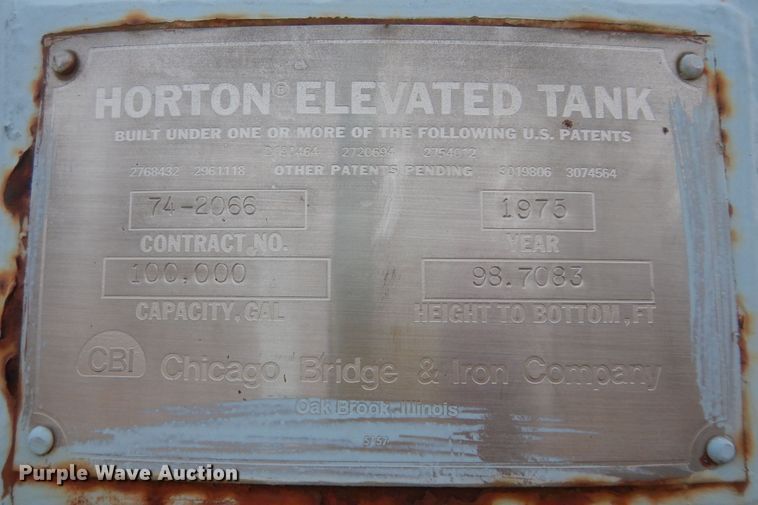 HORTON® ELEVATED TANK
BUILT UNDER ONE OR MORE OF THE FOLLOWING U.S. PATENTS
2720694 2754012
2768432 2961118 OTHER PATENTS PENDING 3019806 3074564
74-2066 1975
CONTRACT, NO. YEAR
100,000 98.7083
CAPACITY, GAL HEIGHT TO BOTTOM, FT
CBI Chicago Bridge & Iron Company
Oak Brook, Illinois
Purple Wave Auction